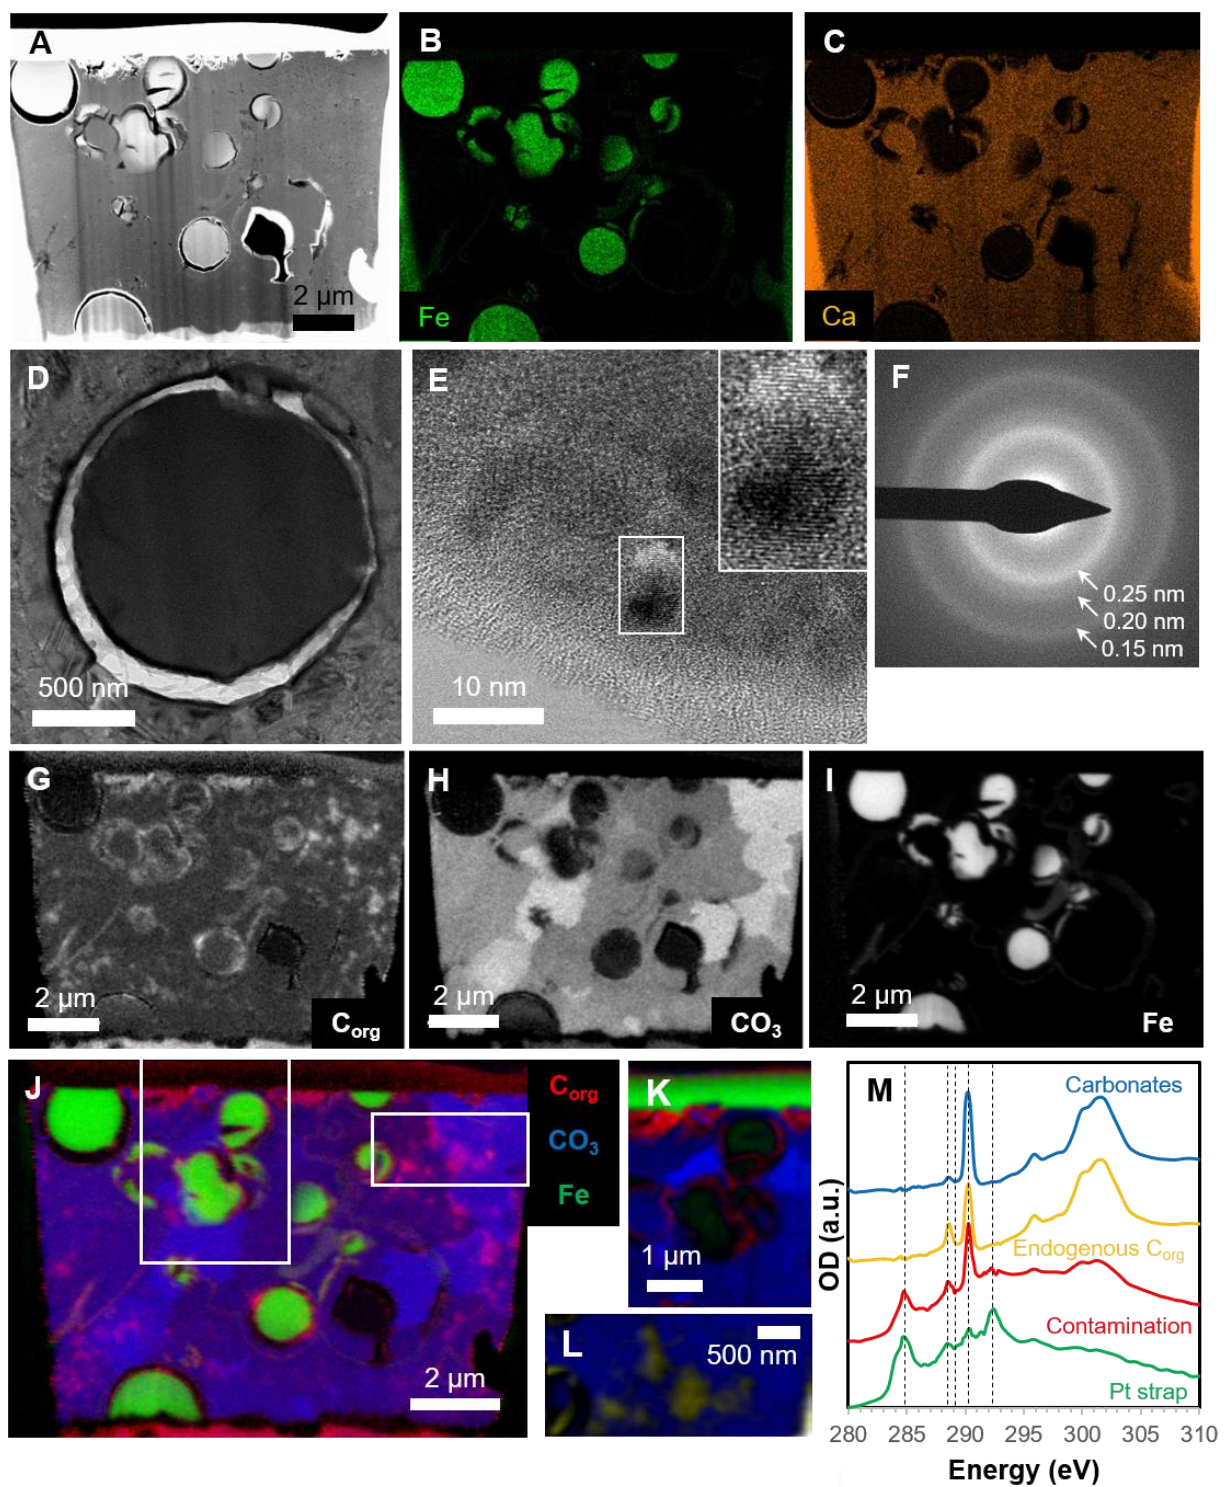 A
2 µm
B
Fe
C
Ca
D
500 nm
E
10 nm
F
0.25 nm
0.20 nm
0.15 nm
G
2 µm
Corg
H
2 µm
CO3
I
2 µm
Fe
J
Corg
CO3
Fe
2 µm
K
1 µm
L
500 nm
M
Carbonates
Endogenous Corg
Contamination
Pt strap
OD (a.u.)
280 285 290 295 300 305 310
Energy (eV)